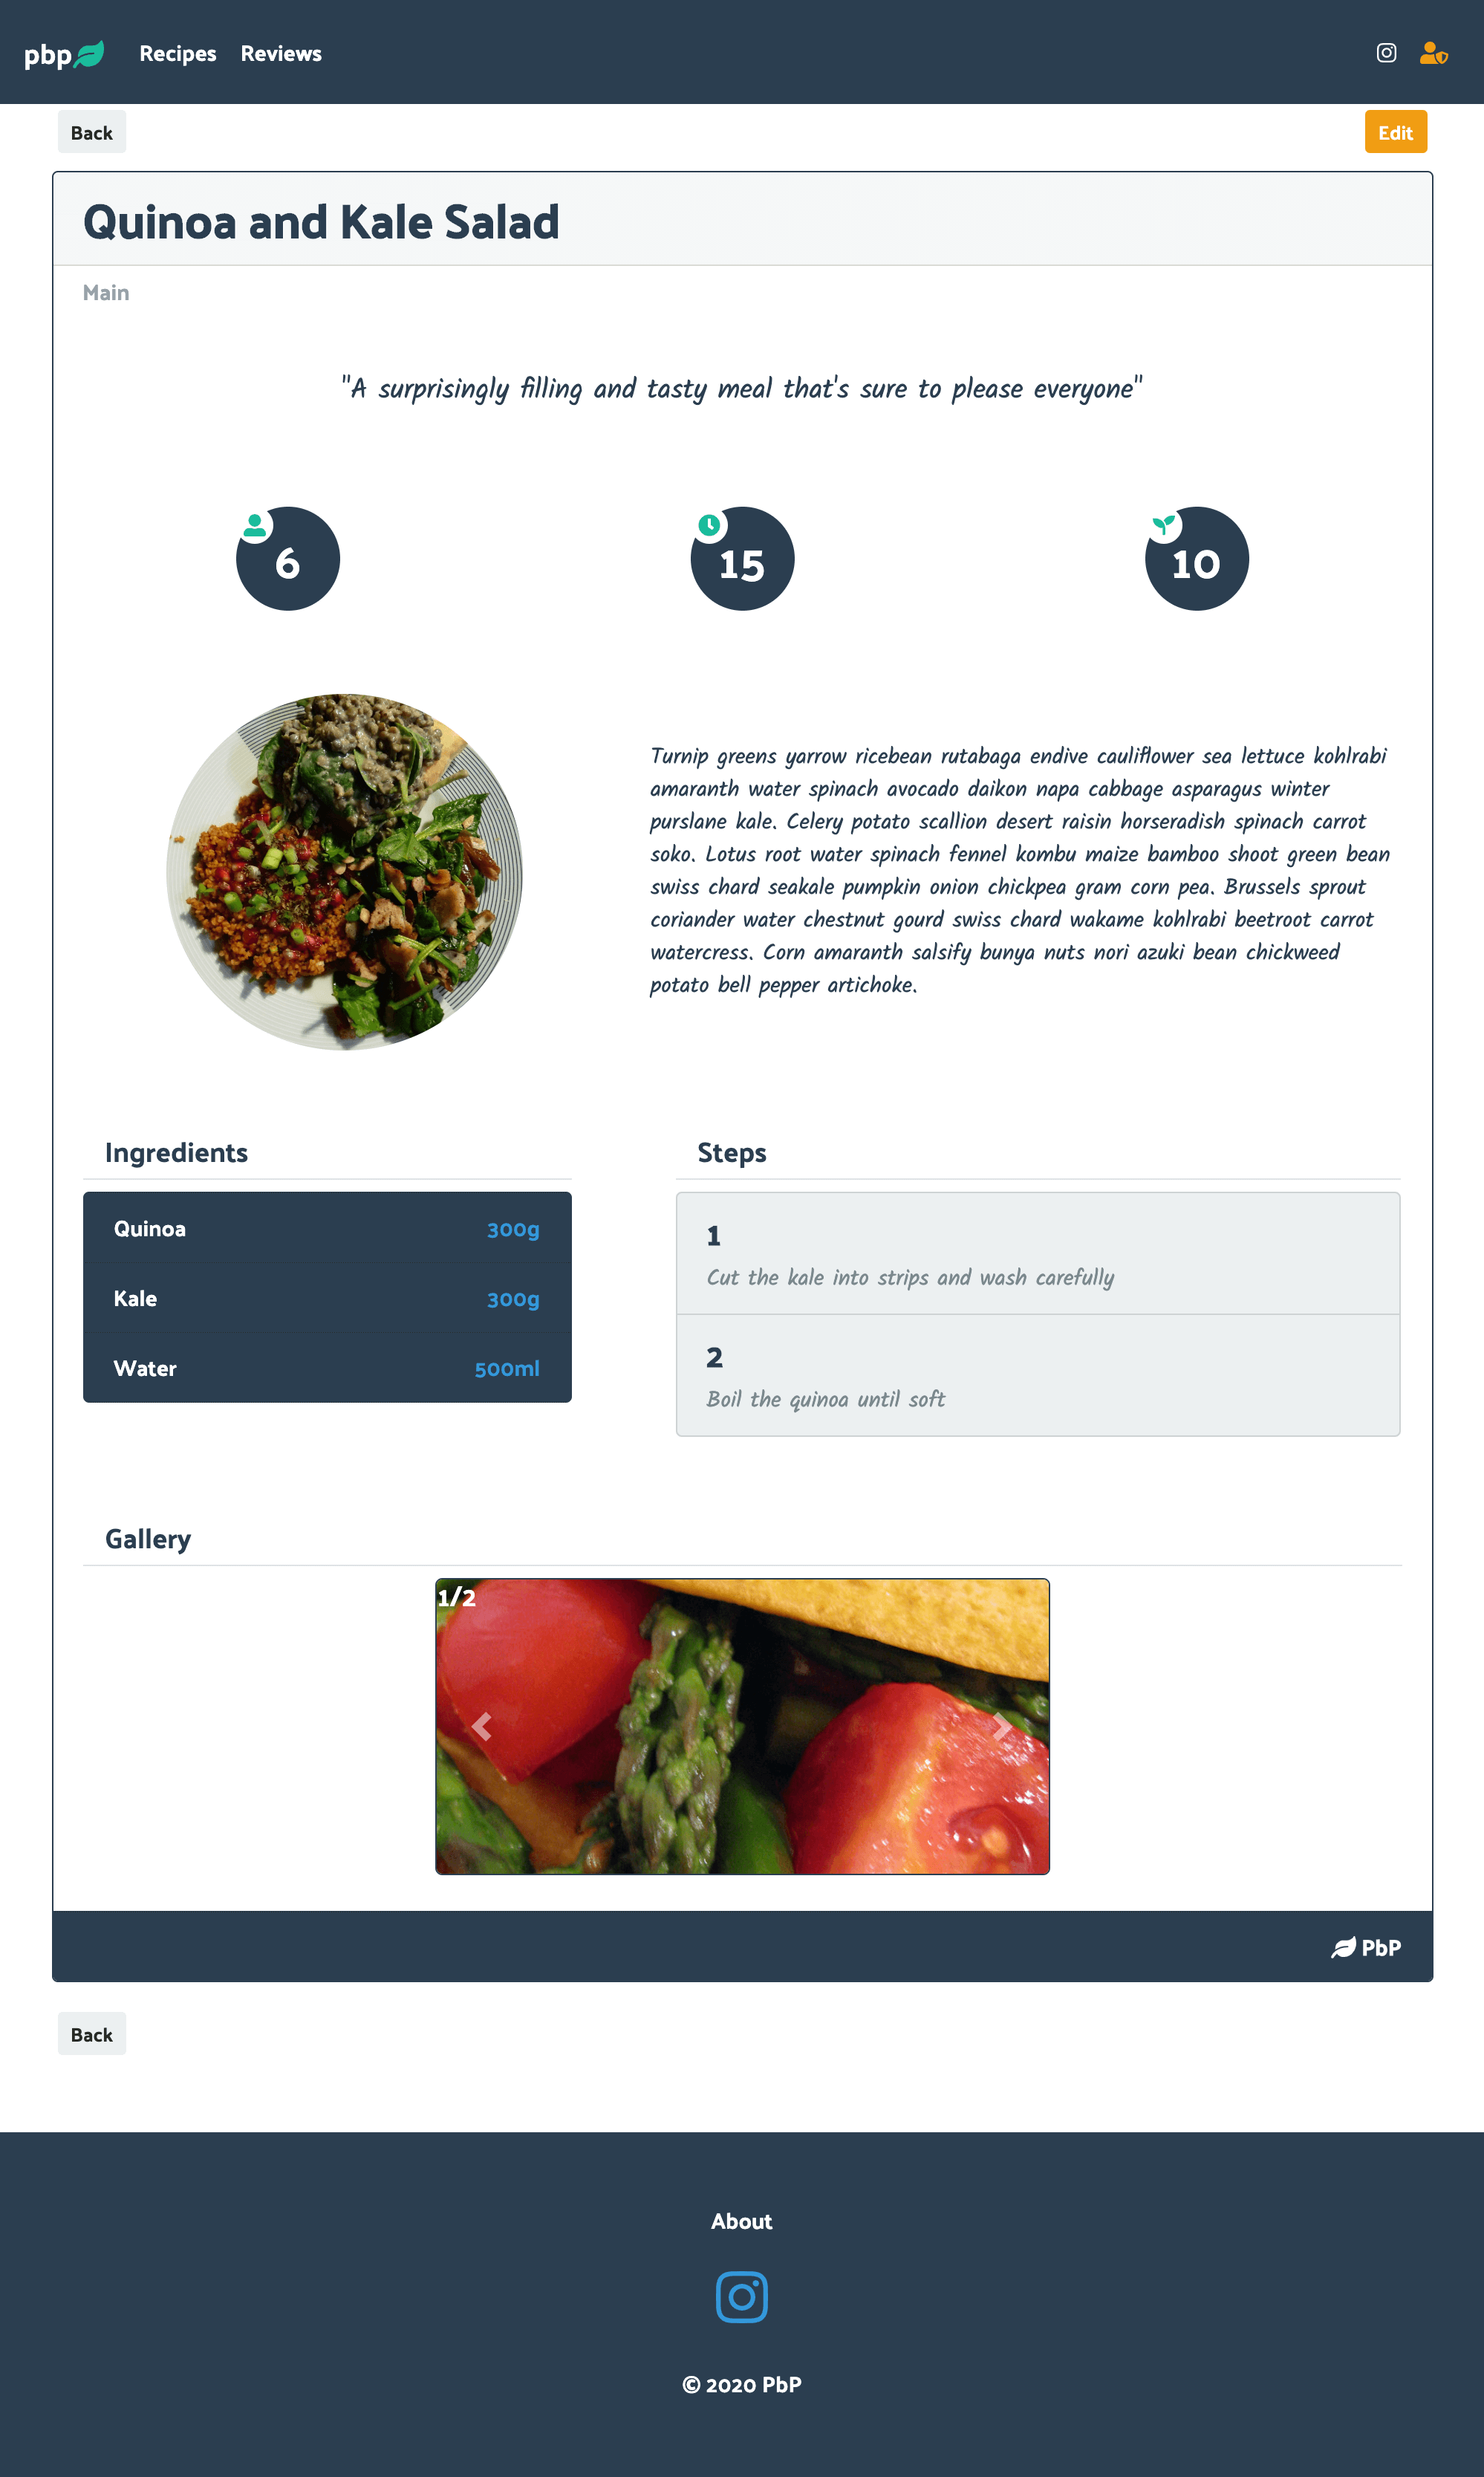 pbp Recipes Reviews
Back Edit
Quinoa and Kale Salad
Main
"A surprisingly filling and tasty meal that's sure to please everyone"
6 15 10
Turnip greens yarrow ricebean rutabaga endive cauliflower sea lettuce kohlrabi
amaranth water spinach avocado daikon napa cabbage asparagus winter
purslane kale. Celery potato scallion desert raisin horseradish spinach carrot
soko. Lotus root water spinach fennel kombu maize bamboo shoot green bean
swiss chard seakale pumpkin onion chickpea gram corn pea. Brussels sprout
coriander water chestnut gourd swiss chard wakame kohlrabi beetroot carrot
watercress. Corn amaranth salsify bunya nuts nori azuki bean chickweed
potato bell pepper artichoke.
Ingredients
Quinoa 300g
Kale 300g
Water 500ml
Steps
1
Cut the kale into strips and wash carefully
2
Boil the quinoa until soft
Gallery
1/2
PbP
Back
About
© 2020 PbP